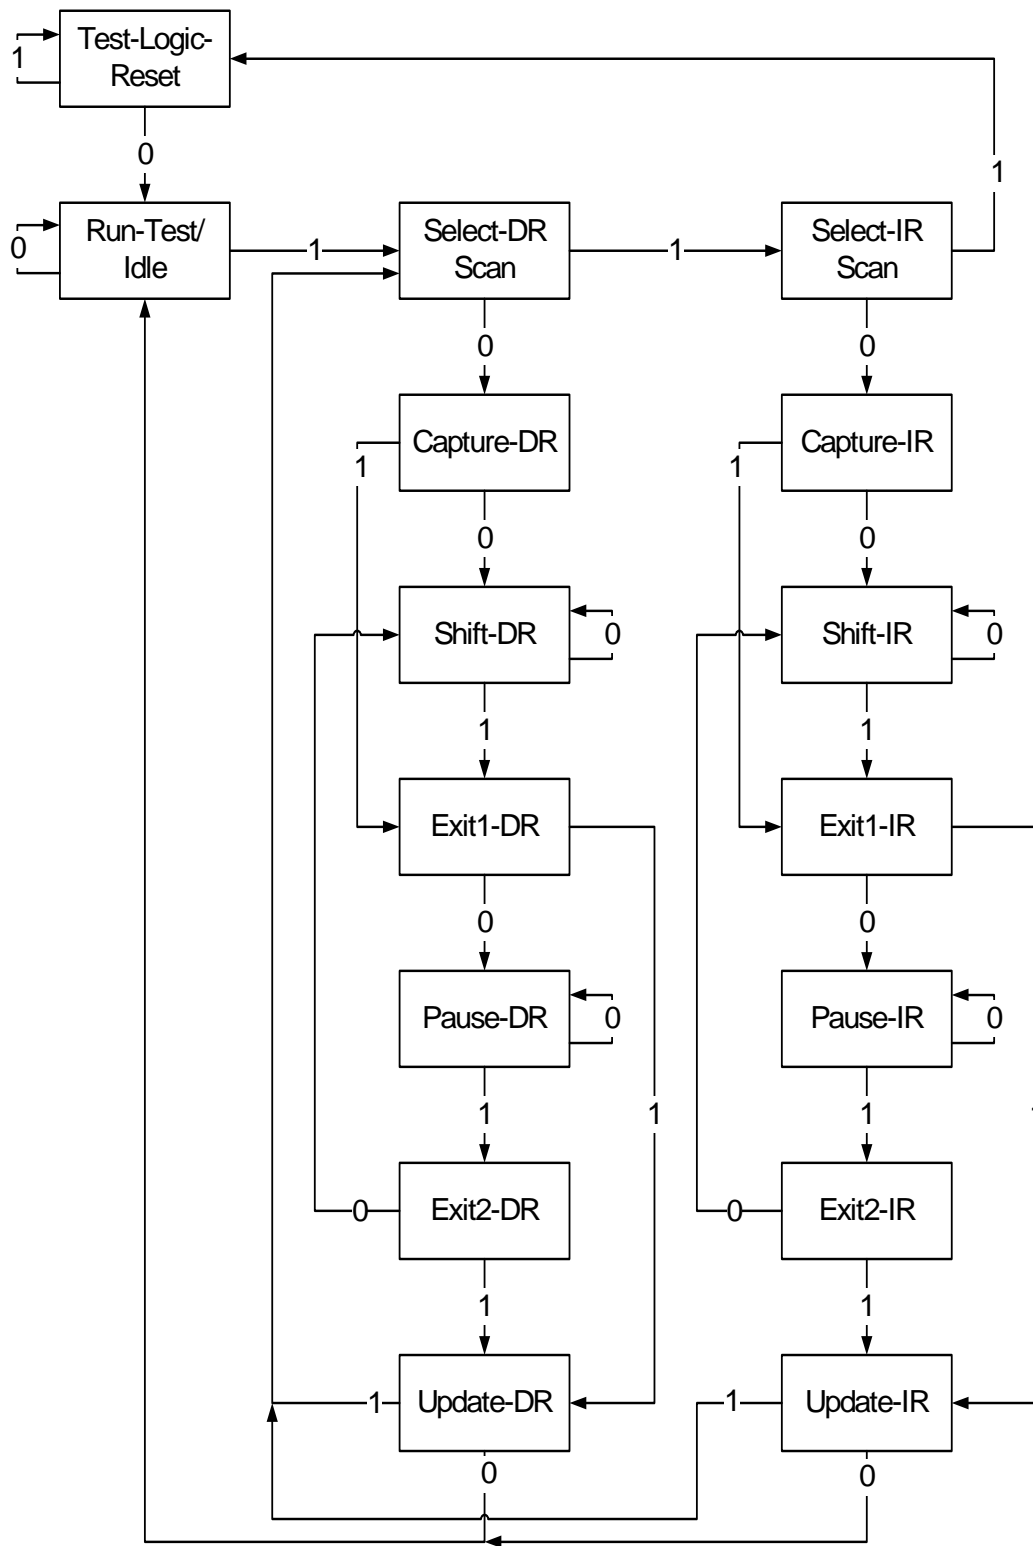 Test-Logic-
Reset
1
0
1
Run-Test/
Idle
0
1
Select-DR
Scan
1
Select-IR
Scan
0
0
Capture-DR
Capture-IR
1
1
0
0
Shift-DR
0
Shift-IR
0
1
1
Exit1-DR
Exit1-IR
0
0
Pause-DR
0
Pause-IR
0
1
1
1
Exit2-DR
0
Exit2-IR
0
1
1
Update-DR
1
Update-IR
1
0
0